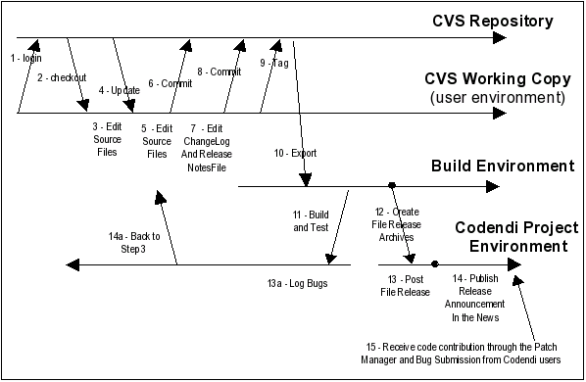 CVS Repository
1 - login
2 - checkout
4 - Update
6 - Commit
8 - Commit
9 - Tag
CVS Working Copy
(user environment)
3 - Edit
Source
Files
5 - Edit
Source
Files
7 - Edit
ChangeLog
And Release
NotesFile
10 - Export
Build Environment
11 - Build
and Test
12 - Create
File Release
Archives
Codendi Project
Environment
14a - Back to
Step 3
13a - Log Bugs
13 - Post
File Release
14 - Publish
Release
Announcement
In the News
15 - Receive code contribution through the Patch
Manager and Bug Submission from Codendi users